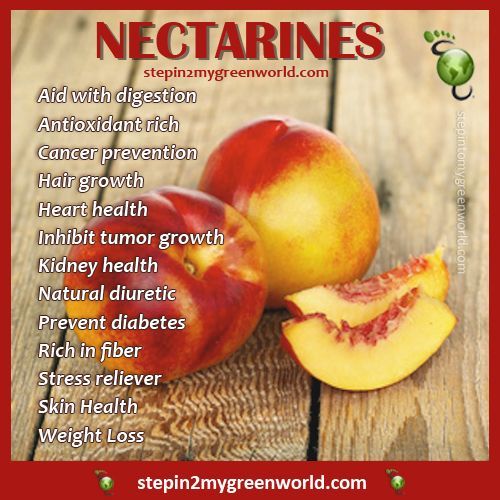 NECTARINES
stepin2mygreenworld.com
Aid with digestion
Antioxidant rich
Cancer prevention
Hair growth
Heart health
Inhibit tumor growth
Kidney health
Natural diuretic
Prevent diabetes
Rich in fiber
Stress reliever
Skin Health
Weight Loss
stepintomygreenworld.com
stepin2mygreenworld.com